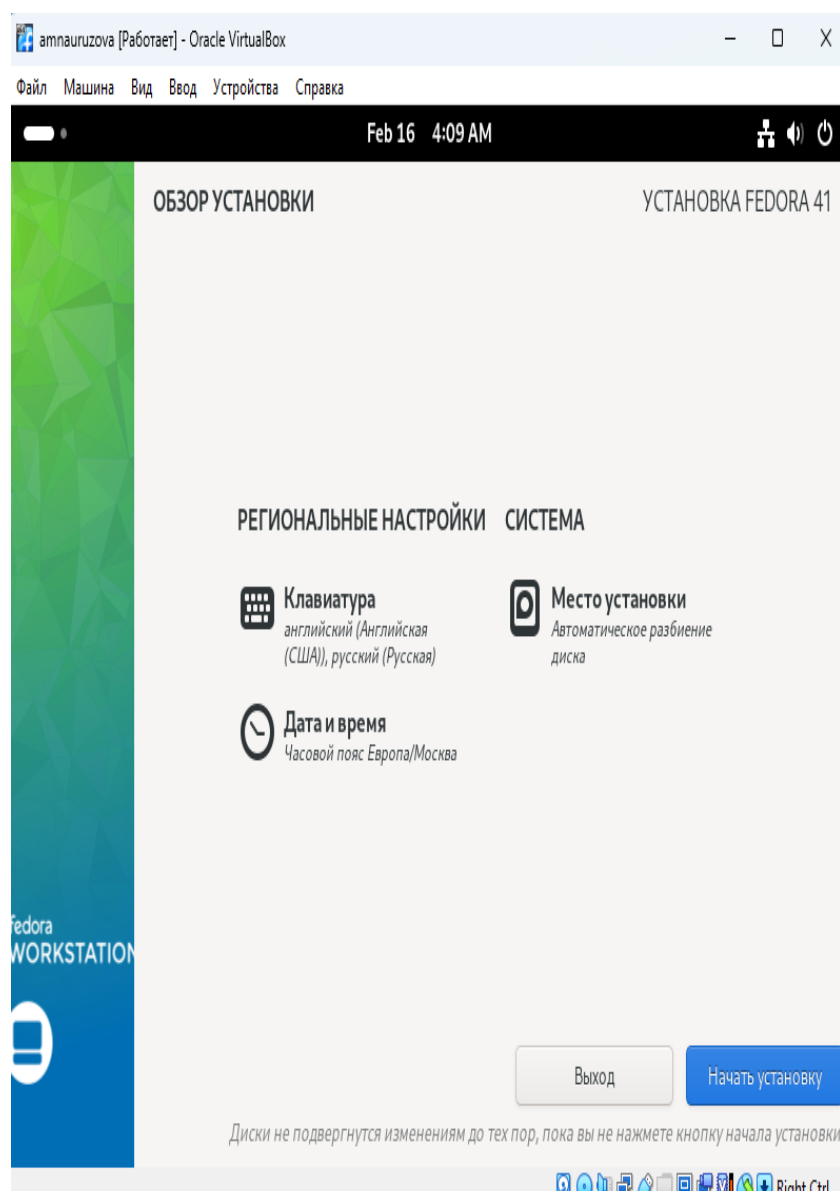 amnauruzova [Работает] - Oracle VirtualBox
Файл Машина Вид Ввод Устройства Справка
Feb 16 4:09 AM
ОБЗОР УСТАНОВКИ
УСТАНОВКА FEDORA 41
РЕГИОНАЛЬНЫЕ НАСТРОЙКИ
Клавиатура
английский (Английская
(США)), русский (Русская)
Дата и время
Часовой пояс Европа/Москва
СИСТЕМА
Место установки
Автоматическое разбиение
диска
fedora
WORKSTATION
Выход
Начать установку
Диски не подвергнутся изменениям до тех пор, пока вы не нажмете кнопку начала установки
Right Ctrl